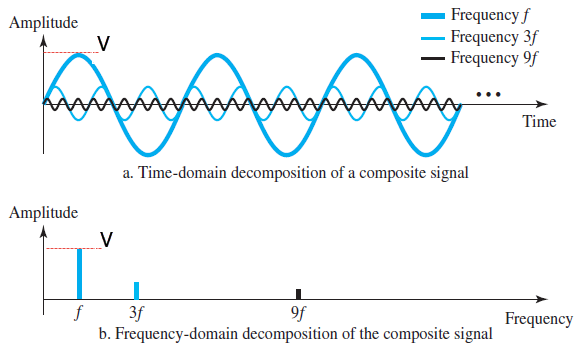 Amplitude
V
Frequency f
Frequency 3f
Frequency 9f
...
Time
a. Time-domain decomposition of a composite signal
Amplitude
V
f
3f
9f
Frequency
b. Frequency-domain decomposition of the composite signal